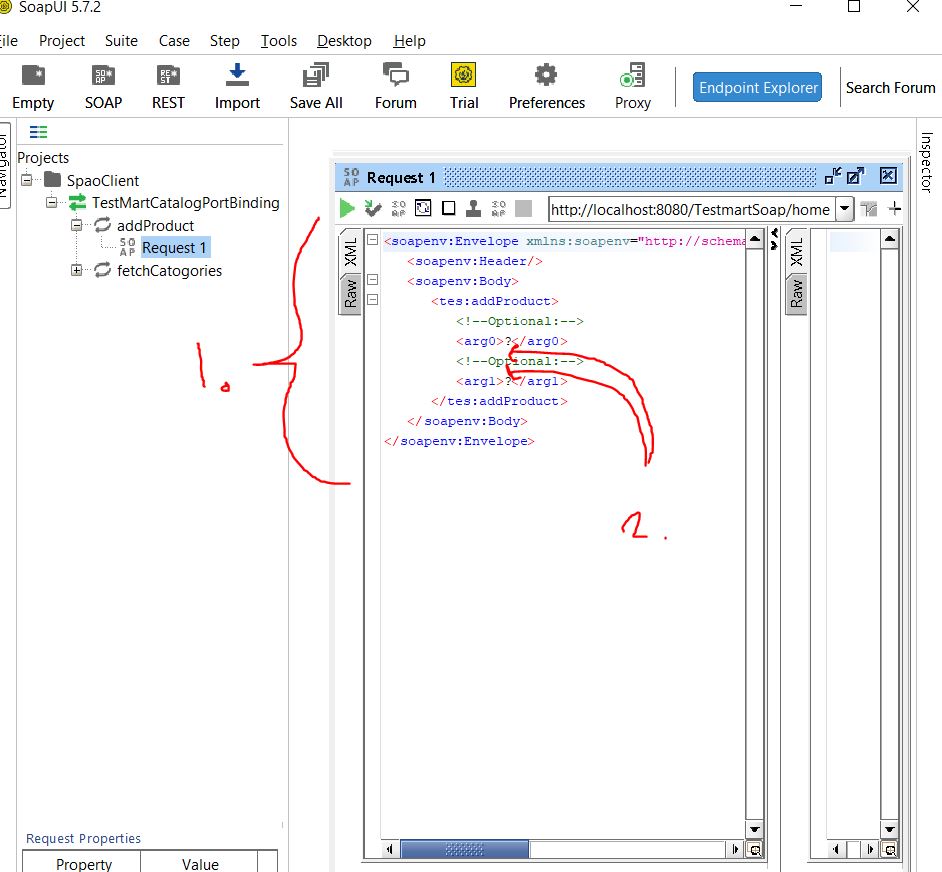 SoapUI 5.7.2
File Project Suite Case Step Tools Desktop Help
Empty SOAP REST Import Save All Forum Trial Preferences Proxy Endpoint Explorer Search Forum
Navigator
Inspector
Projects
SpaoClient
TestMartCatalogPortBinding
addProduct
Request 1
fetchCatogories
Request 1
http://localhost:8080/TestmartSoap/home
XML
Raw
<soapenv:Envelope xmlns:soapenv="http://schema
<soapenv:Header/>
<soapenv:Body>
<tes:addProduct>
<!--Optional:-->
<arg0>?</arg0>
<!--Optional:-->
<arg1>?</arg1>
</tes:addProduct>
</soapenv:Body>
</soapenv:Envelope>
XML
Raw
1.
2.
Request Properties
Property Value